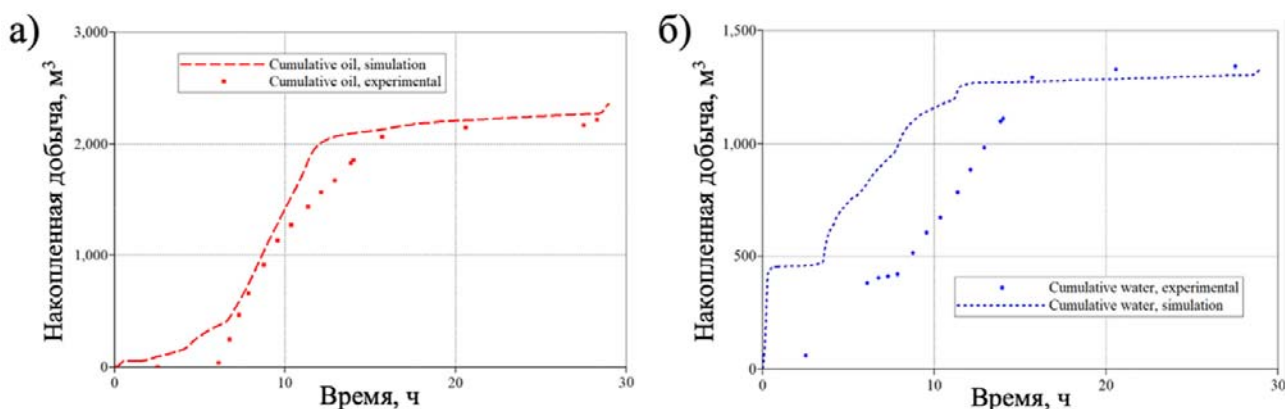 а)
Накопленная добыча, м³
3,000
2,000
1,000
0
Cumulative oil, simulation
Cumulative oil, experimental
0
10
20
30
Время, ч
б)
Накопленная добыча, м³
1,500
1,000
500
0
Cumulative water, experimental
Cumulative water, simulation
0
10
20
30
Время, ч